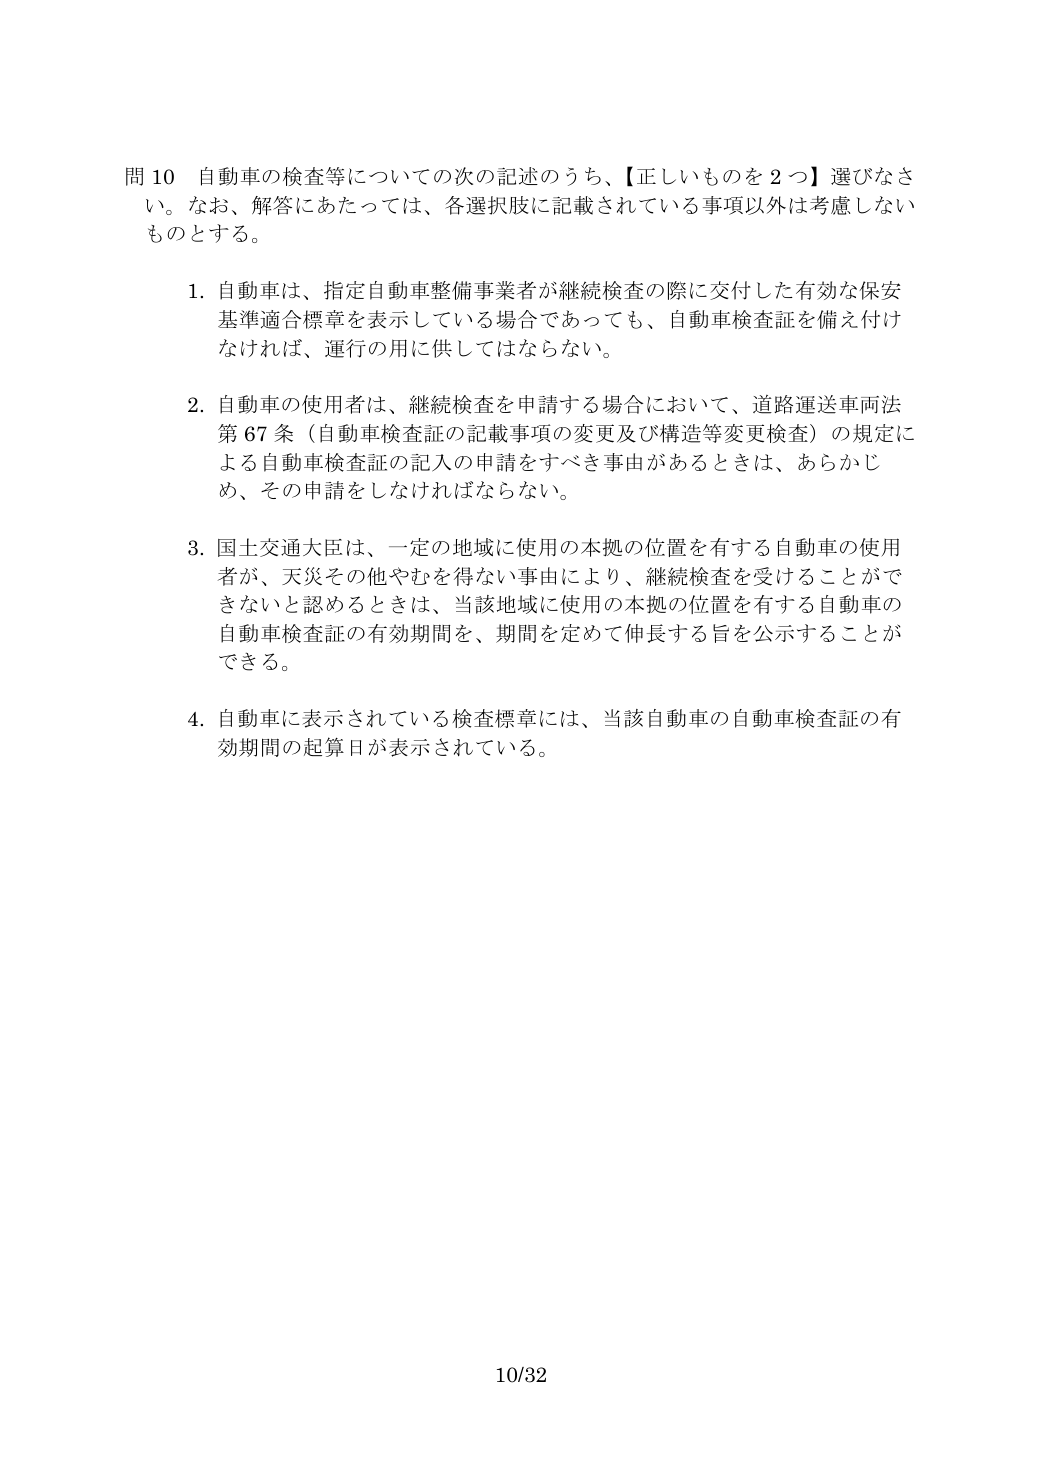 問 10　自動車の検査等についての次の記述のうち、【正しいものを 2 つ】選びなさ
い。なお、解答にあたっては、各選択肢に記載されている事項以外は考慮しない
ものとする。
1. 自動車は、指定自動車整備事業者が継続検査の際に交付した有効な保安
基準適合標章を表示している場合であっても、自動車検査証を備え付け
なければ、運行の用に供してはならない。
2. 自動車の使用者は、継続検査を申請する場合において、道路運送車両法
第 67 条（自動車検査証の記載事項の変更及び構造等変更検査）の規定に
よる自動車検査証の記入の申請をすべき事由があるときは、あらかじ
め、その申請をしなければならない。
3. 国土交通大臣は、一定の地域に使用の本拠の位置を有する自動車の使用
者が、天災その他やむを得ない事由により、継続検査を受けることがで
きないと認めるときは、当該地域に使用の本拠の位置を有する自動車の
自動車検査証の有効期間を、期間を定めて伸長する旨を公示することが
できる。
4. 自動車に表示されている検査標章には、当該自動車の自動車検査証の有
効期間の起算日が表示されている。
10/32